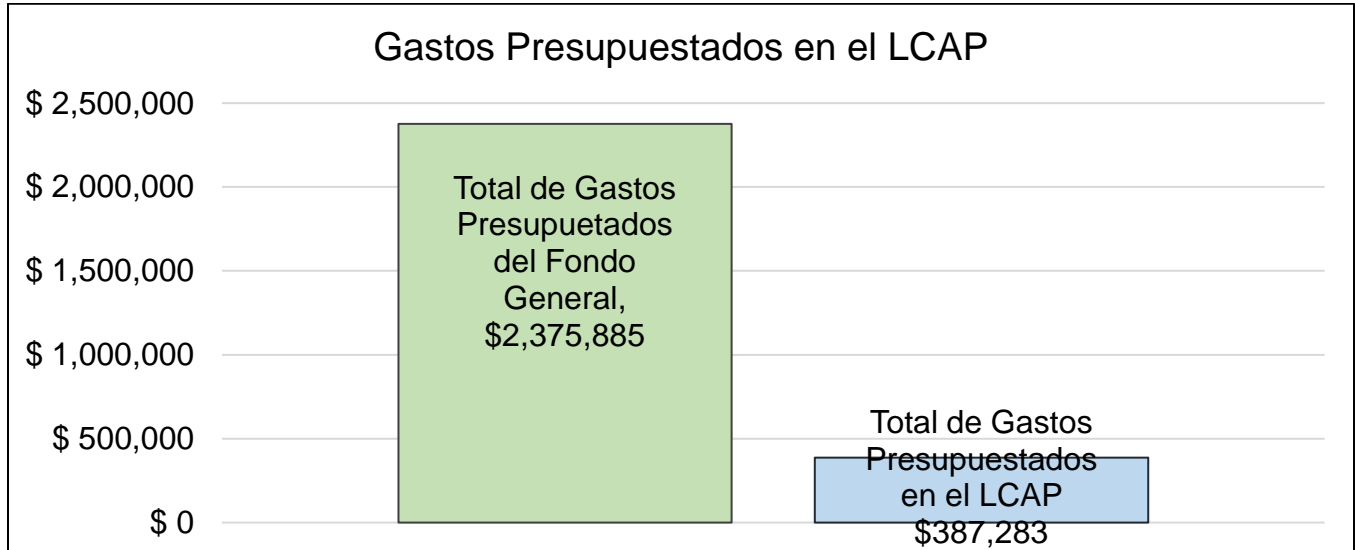 Gastos Presupuestados en el LCAP
$ 2,500,000
$ 2,000,000
$ 1,500,000
$ 1,000,000
$ 500,000
$ 0
Total de Gastos
Presupuetados
del Fondo
General,
$2,375,885
Total de Gastos
Presupuestados
en el LCAP
$387,283